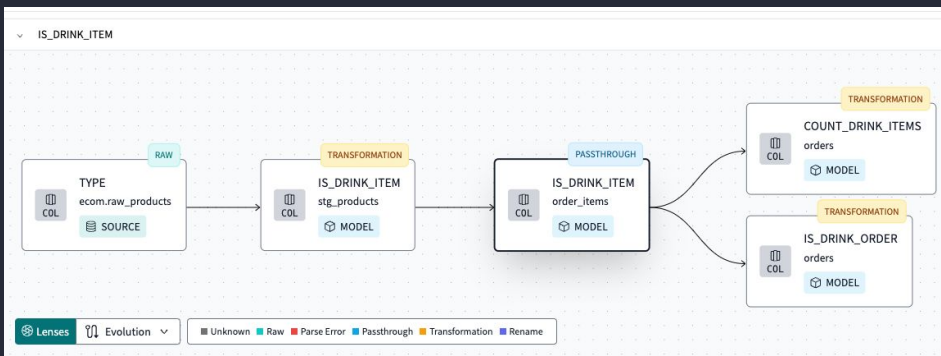 IS_DRINK_ITEM
RAW
TYPE
ecom.raw_products
COL
SOURCE
TRANSFORMATION
IS_DRINK_ITEM
stg_products
COL
MODEL
PASSTHROUGH
IS_DRINK_ITEM
order_items
COL
MODEL
TRANSFORMATION
COUNT_DRINK_ITEMS
orders
COL
MODEL
TRANSFORMATION
IS_DRINK_ORDER
orders
COL
MODEL
Lenses Evolution Unknown Raw Parse Error Passthrough Transformation Rename